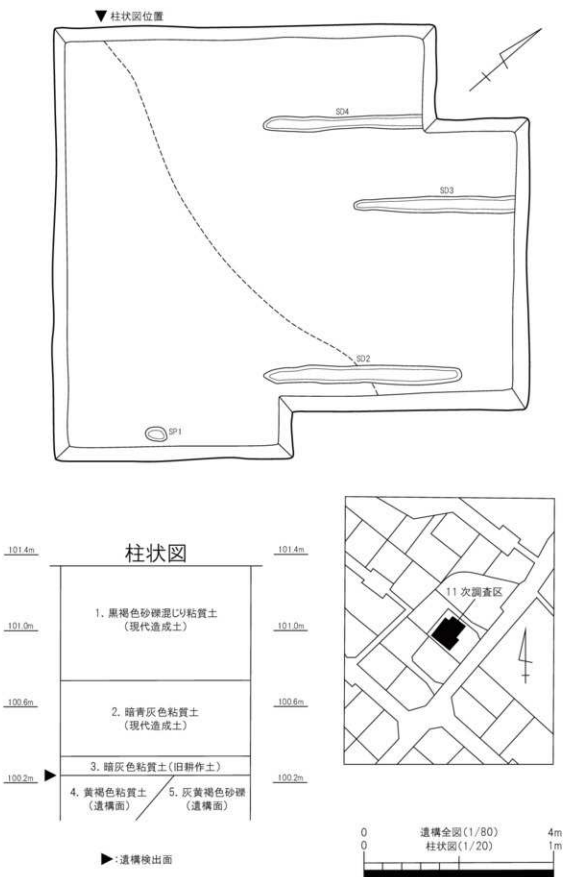 ▼ 柱状図位置
SD4
SD3
SD2
SP1
柱状図
101.4m
101.4m
1. 黒褐色砂礫混じり粘質土
(現代造成土)
101.0m
101.0m
100.6m
100.6m
2. 暗青灰色粘質土
(現代造成土)
3. 暗灰色粘質土(旧耕作土)
100.2m
100.2m
4. 黄褐色粘質土
(遺構面)
5. 灰黄褐色砂礫
(遺構面)
▶:遺構検出面
11次調査区
0 遺構全図(1/80) 4m
0 柱状図(1/20) 1m